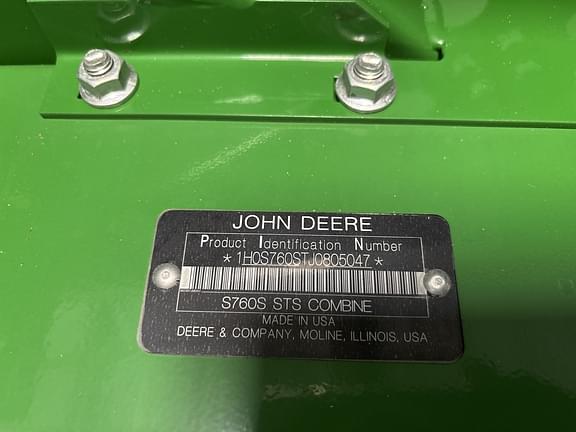 JOHN DEERE
Product Identification Number
*1H0S760STJ0805047*
S760S STS COMBINE
MADE IN USA
DEERE & COMPANY, MOLINE, ILLINOIS, USA